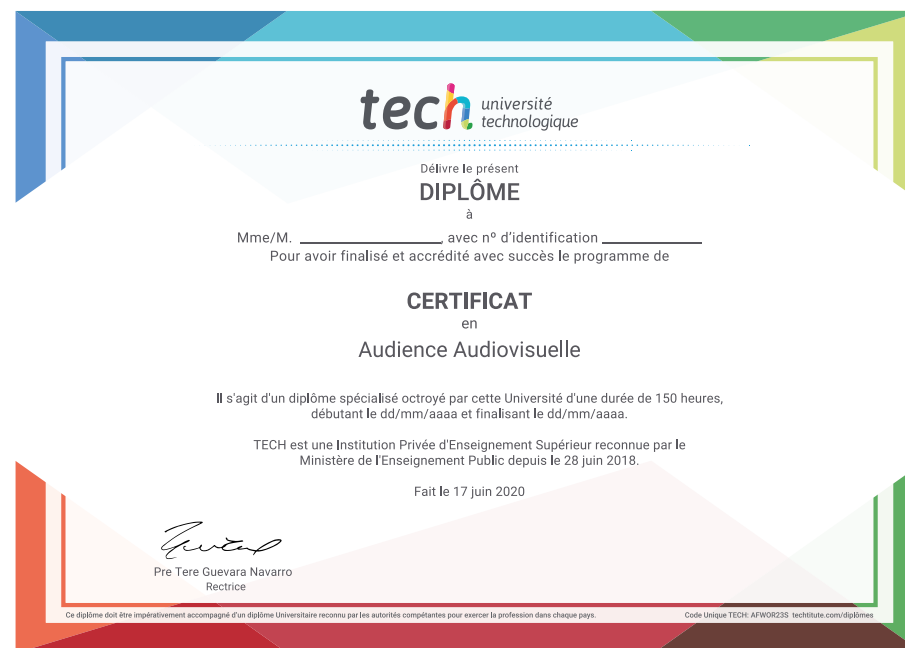 tech université
technologique
Délivre le présent
DIPLÔME
à
Mme/M. , avec nº d'identification
Pour avoir finalisé et accrédité avec succès le programme de
CERTIFICAT
en
Audience Audiovisuelle
Il s'agit d'un diplôme spécialisé octroyé par cette Université d'une durée de 150 heures,
débutant le dd/mm/aaaa et finalisant le dd/mm/aaaa.
TECH est une Institution Privée d'Enseignement Supérieur reconnue par le
Ministère de l'Enseignement Public depuis le 28 juin 2018.
Fait le 17 juin 2020
Pre Tere Guevara Navarro
Rectrice
Ce diplôme doit être impérativement accompagné d'un diplôme Universitaire reconnu par les autorités compétentes pour exercer la profession dans chaque pays.
Code Unique TECH: AFWOR23S techtitute.com/diplômes